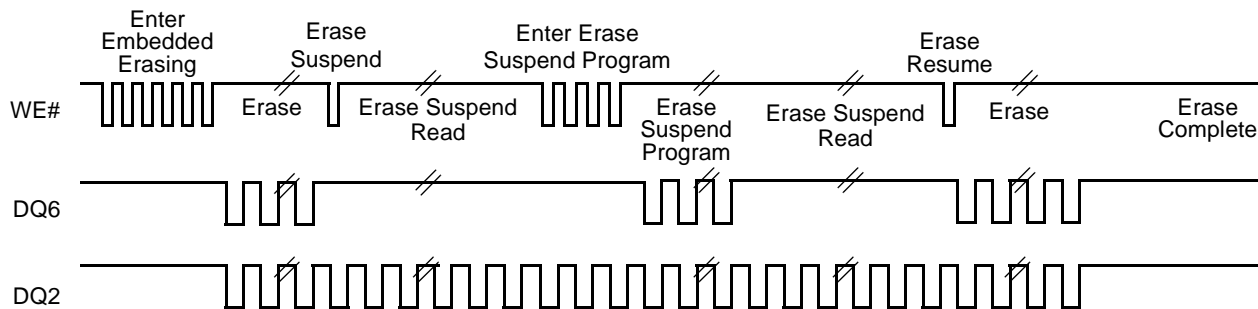 Enter
Embedded
Erasing
Erase
Suspend
Enter Erase
Suspend Program
Erase
Resume
WE#
Erase
Erase Suspend
Read
Erase
Suspend
Program
Erase Suspend
Read
Erase
Erase
Complete
DQ6
DQ2